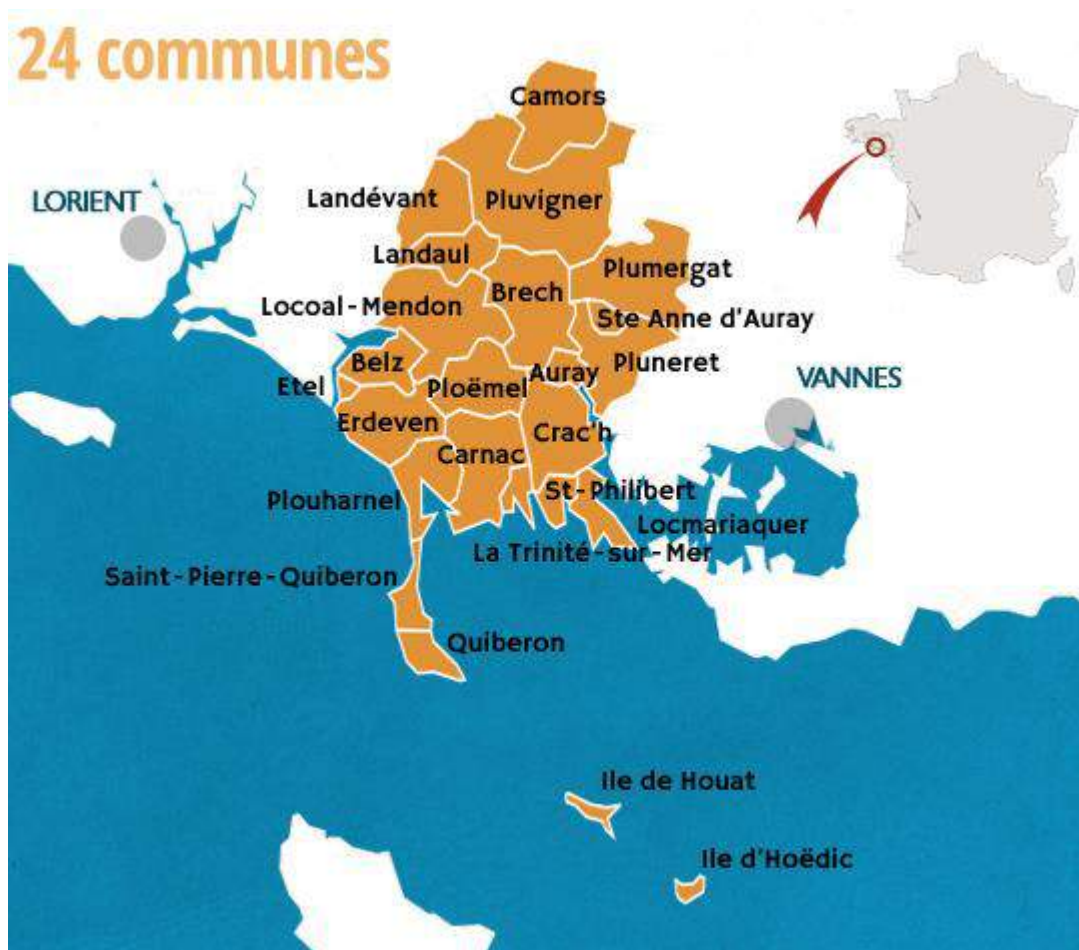 24 communes
Camors
LORIENT
Landévant
Pluvigner
Landaul
Plumergat
Brech
Locoal-Mendon
Ste Anne d'Auray
Belz
Auray
Pluneret
Etel
Ploëmel
VANNES
Erdeven
Crac'h
Carnac
Plouharnel
St-Philibert
Locmariaquer
La Trinité-sur-Mer
Saint-Pierre-Quiberon
Quiberon
Ile de Houat
Ile d'Hoëdic